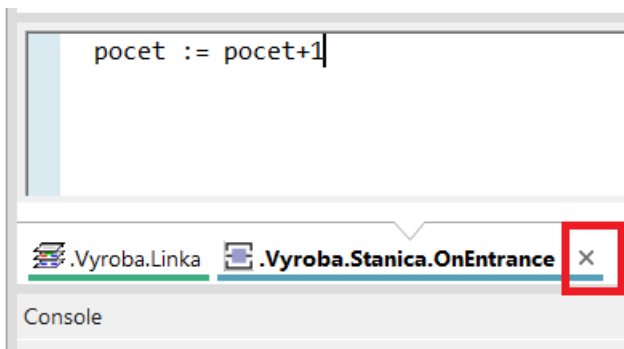 pocet := pocet+1
.Vyroba.Linka .Vyroba.Stanica.OnEntrance ×
Console